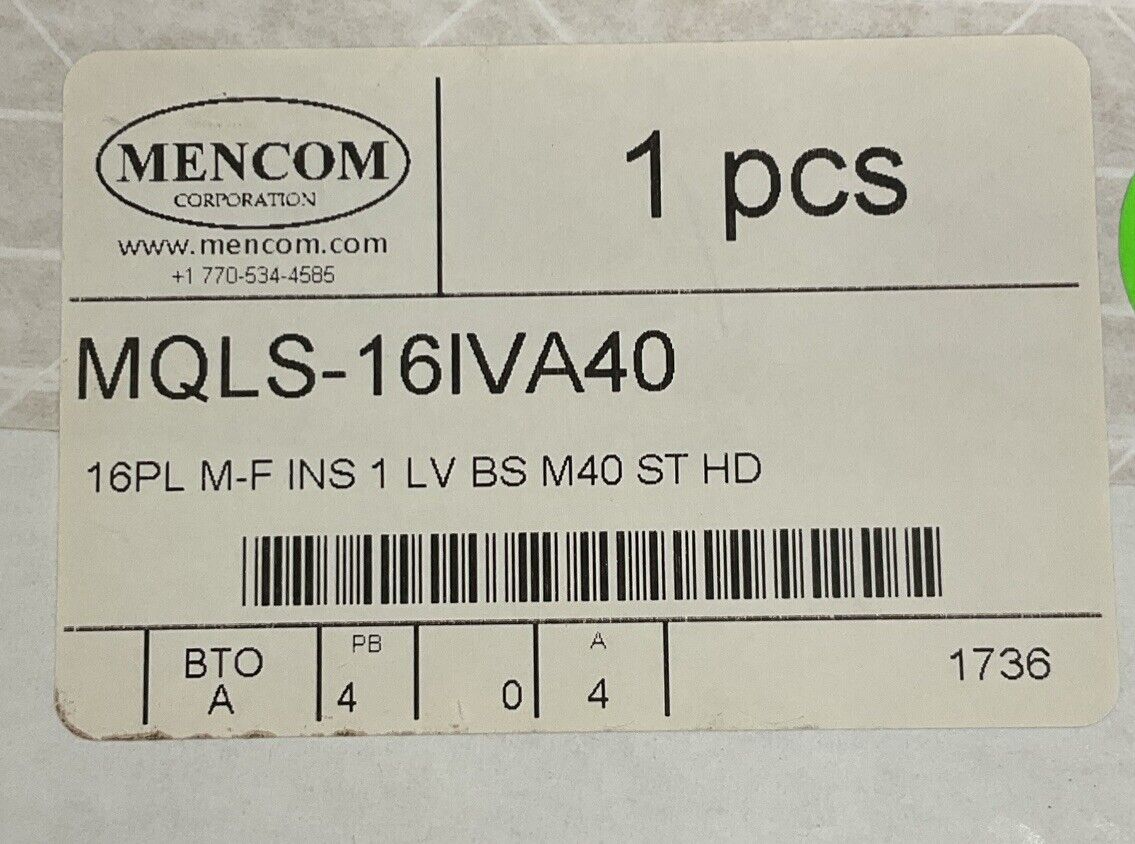 MENCOM
CORPORATION
www.mencom.com
+1 770-534-4585
1 pcs
MQLS-16IVA40
16PL M-F INS 1 LV BS M40 ST HD
BTO
A
PB
4
0
A
4
1736